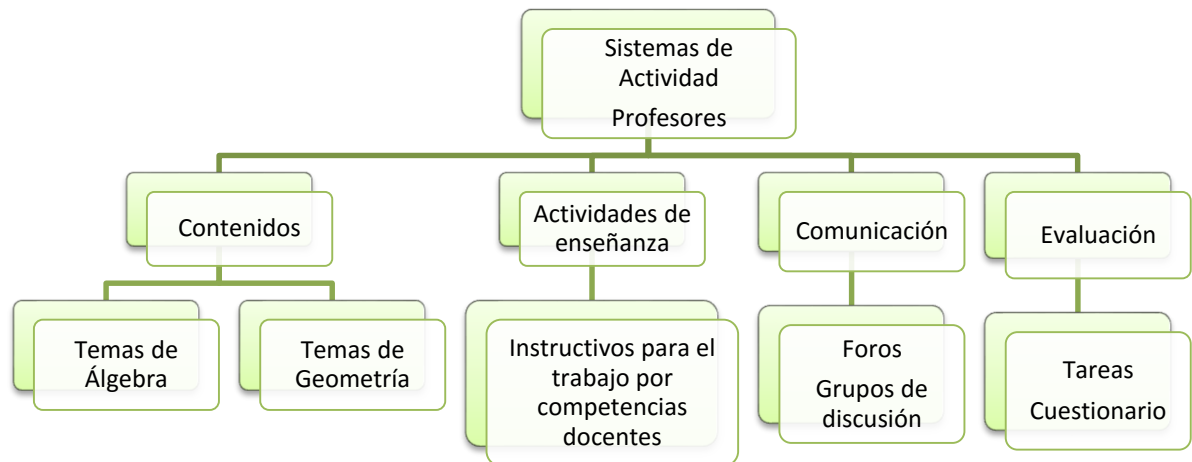 Sistemas de
Actividad
Profesores
Contenidos
Actividades de
enseñanza
Comunicación
Evaluación
Temas de
Álgebra
Temas de
Geometría
Instructivos para el
trabajo por
competencias
docentes
Foros
Grupos de
discusión
Tareas
Cuestionario